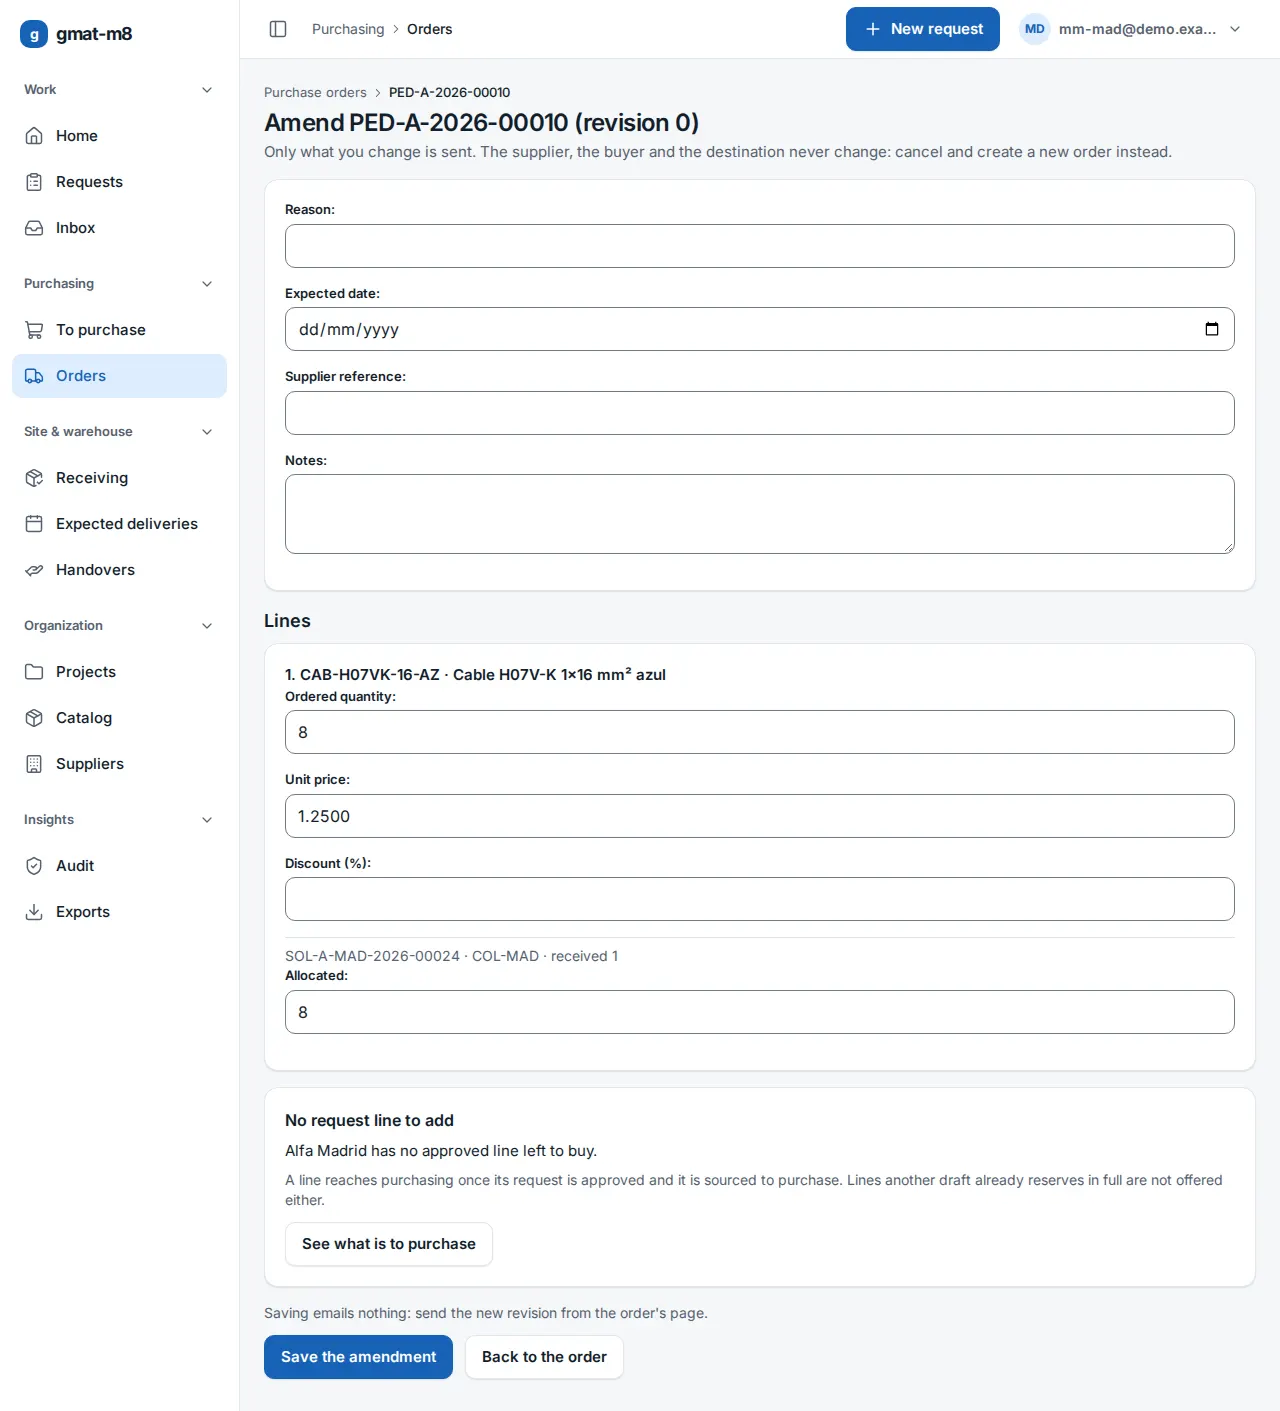 g gmat-m8
Work
Home
Requests
Inbox
Purchasing
To purchase
Orders
Site & warehouse
Receiving
Expected deliveries
Handovers
Organization
Projects
Catalog
Suppliers
Insights
Audit
Exports
Purchasing > Orders
+ New request
MD mm-mad@demo.exa...
Purchase orders > PED-A-2026-00010
Amend PED-A-2026-00010 (revision 0)
Only what you change is sent. The supplier, the buyer and the destination never change: cancel and create a new order instead.
Reason:
Expected date:
dd/mm/yyyy
Supplier reference:
Notes:
Lines
1. CAB-H07VK-16-AZ · Cable H07V-K 1×16 mm² azul
Ordered quantity:
8
Unit price:
1.2500
Discount (%):
SOL-A-MAD-2026-00024 · COL-MAD · received 1
Allocated:
8
No request line to add
Alfa Madrid has no approved line left to buy.
A line reaches purchasing once its request is approved and it is sourced to purchase. Lines another draft already reserves in full are not offered
either.
See what is to purchase
Saving emails nothing: send the new revision from the order's page.
Save the amendment
Back to the order